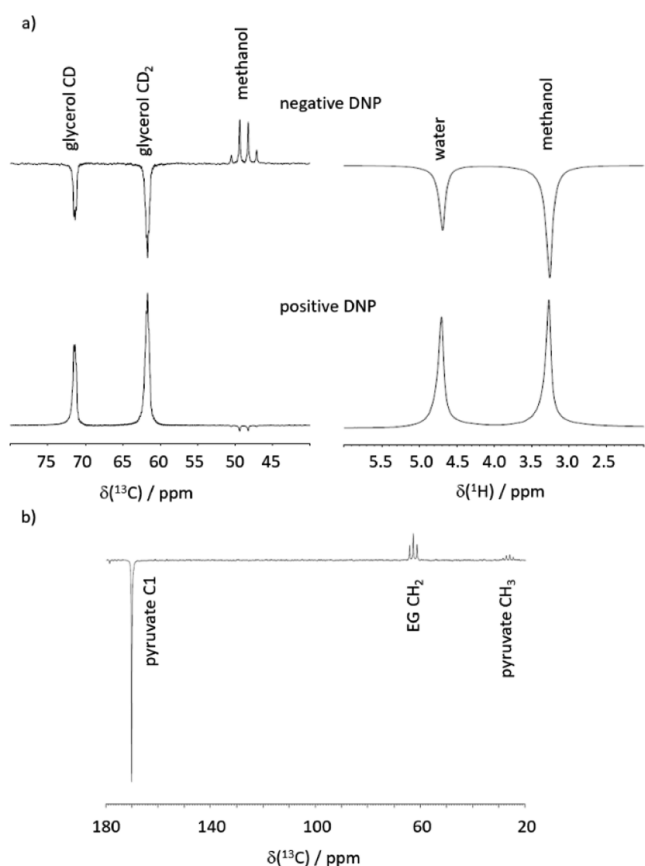 a)
glycerol CD
glycerol CD₂
methanol
negative DNP
water
methanol
positive DNP
75 70 65 60 55 50 45
δ(¹³C) / ppm
5.5 5.0 4.5 4.0 3.5 3.0 2.5
δ(¹H) / ppm
b)
pyruvate C1
EG CH₂
pyruvate CH₃
180 140 100 60 20
δ(¹³C) / ppm